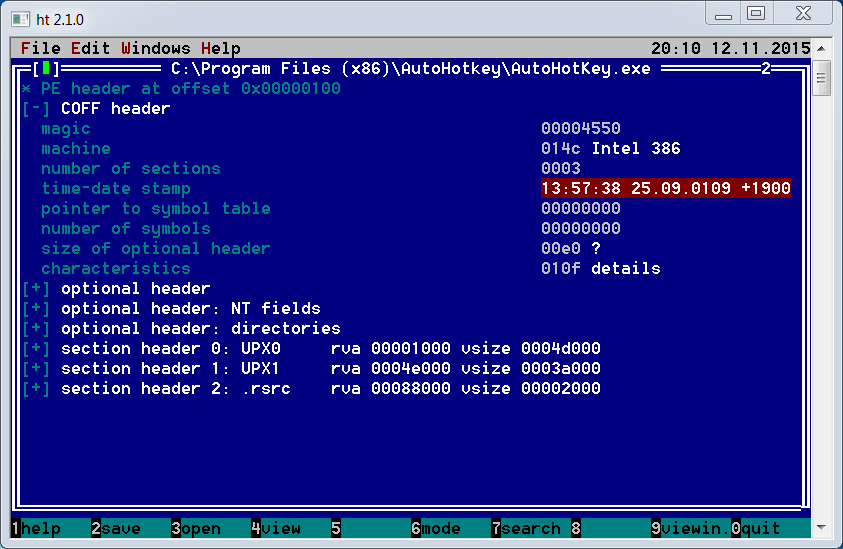 ht 2.1.0
File Edit Windows Help 20:10 12.11.2015
[▮] C:\Program Files (x86)\AutoHotkey\AutoHotKey.exe 2
* PE header at offset 0x00000100
[-] COFF header
magic 00004550
machine 014c Intel 386
number of sections 0003
time-date stamp 13:57:38 25.09.0109 +1900
pointer to symbol table 00000000
number of symbols 00000000
size of optional header 00e0 ?
characteristics 010f details
[+] optional header
[+] optional header: NT fields
[+] optional header: directories
[+] section header 0: UPX0 rva 00001000 vsize 0004d000
[+] section header 1: UPX1 rva 0004e000 vsize 0003a000
[+] section header 2: .rsrc rva 00088000 vsize 00002000
1help 2save 3open 4view 5 6mode 7search 8 9viewin.0quit